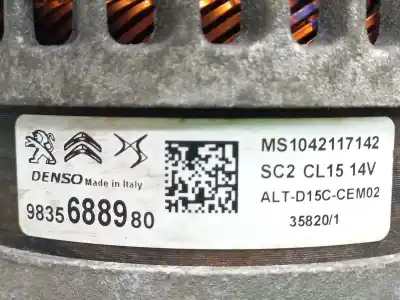 DENSO Made in Italy
9835688980
MS1042117142
SC2 CL15 14V
ALT-D15C-CEM02
35820/1